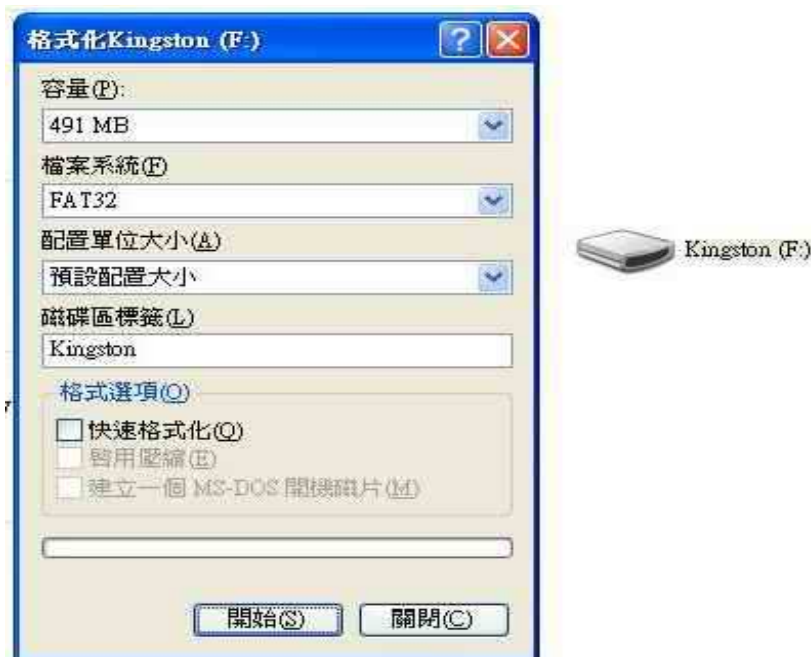 格式化Kingston (F:)
容量(P):
491 MB
檔案系統(F)
FAT32
配置單位大小(A)
預設配置大小
磁碟區標籤(L)
Kingston
格式選項(O)
快速格式化(Q)
啟用壓縮(E)
建立一個 MS-DOS 開機磁片(M)
開始(S)
關閉(C)
Kingston (F:)